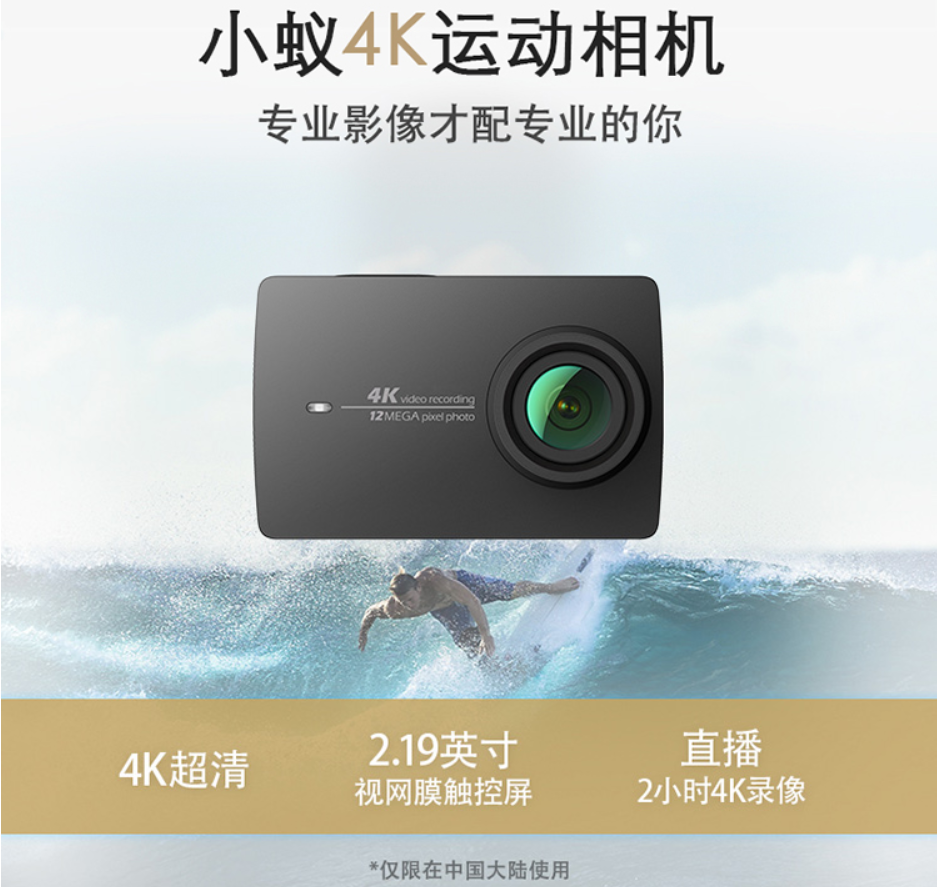 小蚁4K运动相机
专业影像才配专业的你
4K video recording
12MEGA pixel photo
4K超清
2.19英寸
视网膜触控屏
直播
2小时4K录像
*仅限在中国大陆使用